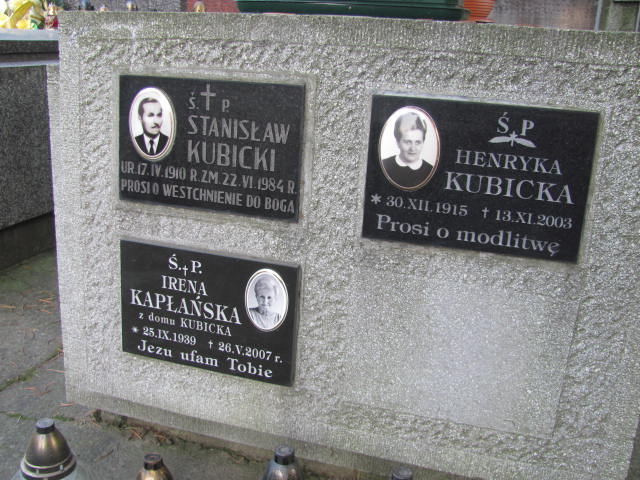 Ś. P.
STANISŁAW
KUBICKI
UR.17.IV.1910 R.ZM.22.VI.1984 R.
PROSI O WESTCHNIENIE DO BOGA
Ś P
HENRYKA
KUBICKA
* 30.XII.1915 † 13.XI.2003
Prosi o modlitwę
Ś.†P.
IRENA
KAPŁAŃSKA
z domu KUBICKA
* 25.IX.1939 † 26.V.2007 r.
Jezu ufam Tobie